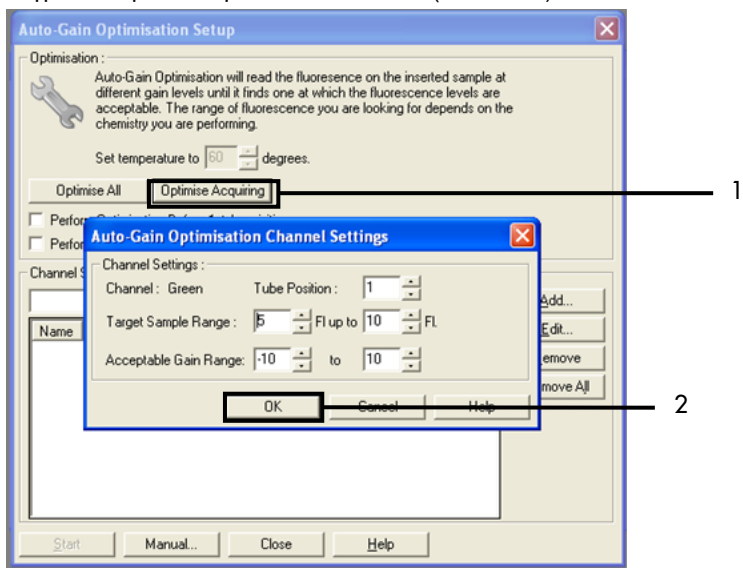 Auto-Gain Optimisation Setup
Optimisation :
Auto-Gain Optimisation will read the fluoresence on the inserted sample at
different gain levels until it finds one at which the fluorescence levels are
acceptable. The range of fluorescence you are looking for depends on the
chemistry you are performing.
Set temperature to 60 degrees.
Optimise All Optimise Acquiring 1
Auto-Gain Optimisation Channel Settings
Channel Settings :
Channel : Green Tube Position : 1
Target Sample Range : 5 Fl up to 10 Fl.
Acceptable Gain Range: -10 to 10
OK Cancel Help 2
Name
Add...
Edit...
Start Manual... Close Help